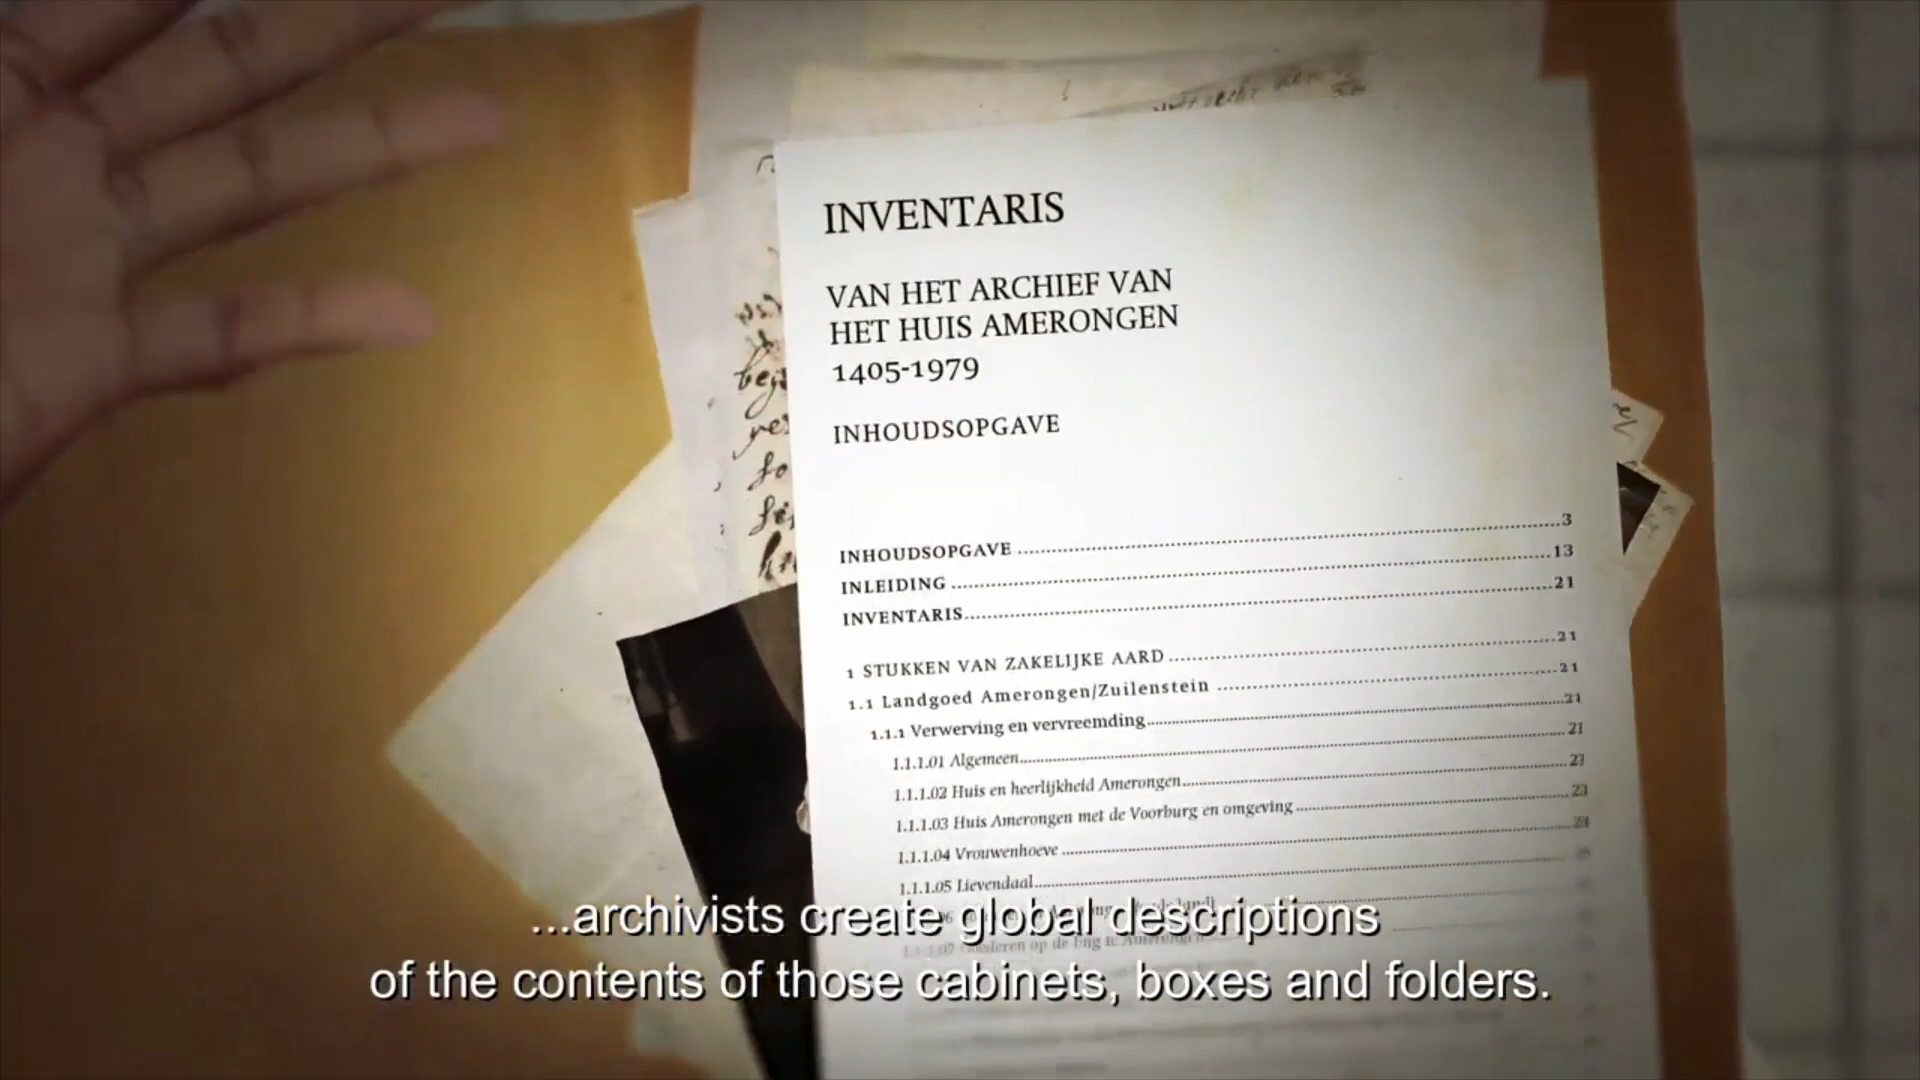 INVENTARIS
VAN HET ARCHIEF VAN
HET HUIS AMERONGEN
1405-1979
INHOUDSOPGAVE
INHOUDSOPGAVE ... 3
INLEIDING ... 13
INVENTARIS ... 21
1 STUKKEN VAN ZAKELIJKE AARD ... 21
1.1 Landgoed Amerongen/Zuilenstein ... 21
1.1.1 Verwerving en vervreemding ... 21
1.1.1.01 Algemeen ... 21
1.1.1.02 Huis en heerlijkheid Amerongen ... 23
1.1.1.03 Huis Amerongen met de Voorburg en omgeving ... 23
1.1.1.04 Vrouwenhoeve
1.1.1.05 Lievendaal
...archivists create global descriptions
of the contents of those cabinets, boxes and folders.